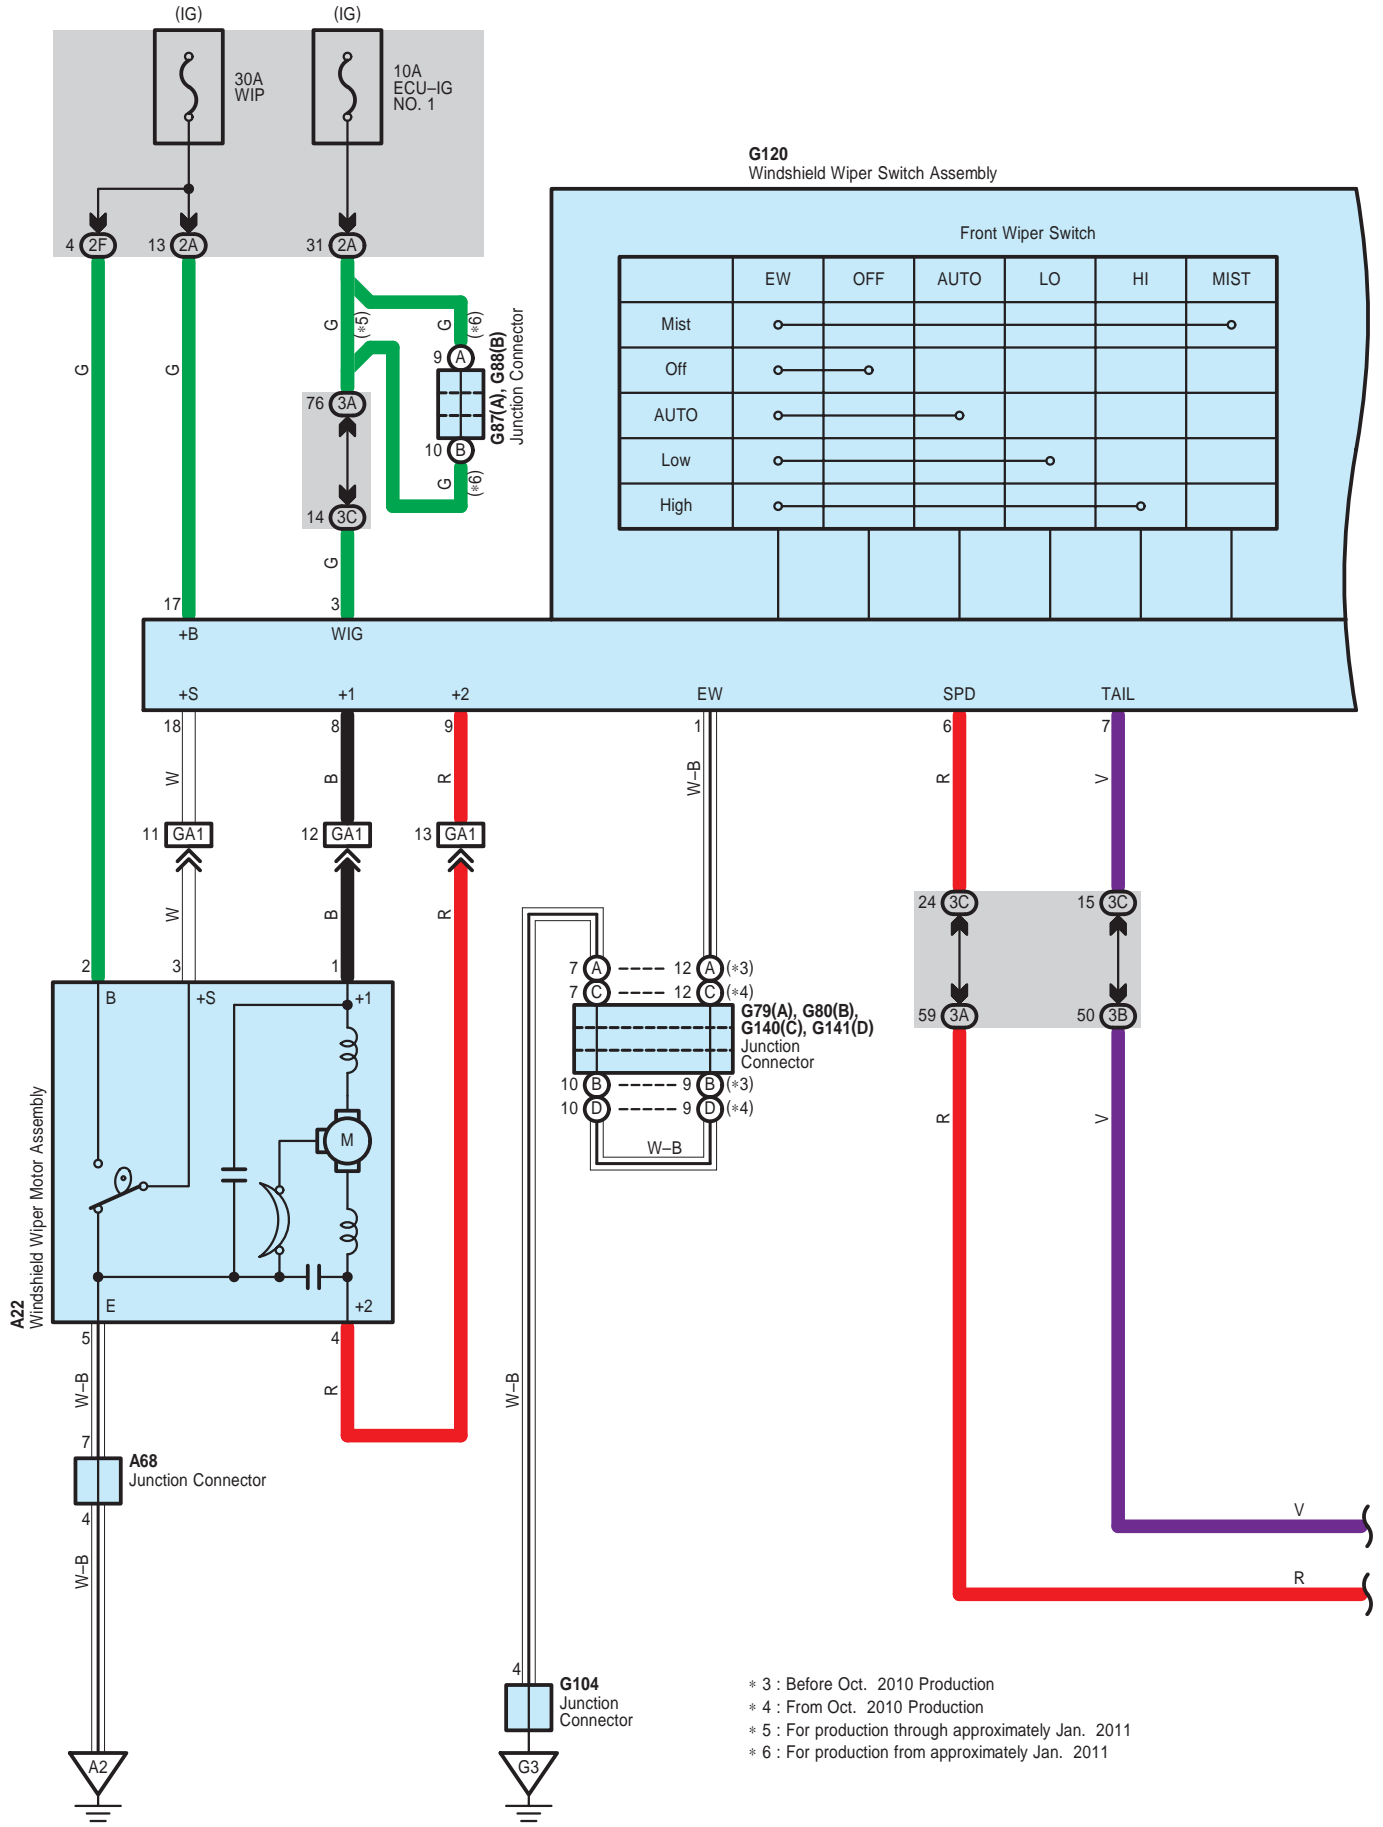 (IG)
(IG)
30A
WIP
10A
ECU–IG
NO. 1
G120
Windshield Wiper Switch Assembly
4 2F
13 2A
31 2A
Front Wiper Switch
EW OFF AUTO LO HI MIST
Mist
Off
AUTO
Low
High
G
G
G
(∗5)
G
(∗6)
9 A
G87(A), G88(B)
Junction Connector
10 B
G
(∗6)
76 3A
14 3C
G
17
3
+B
WIG
+S
+1
+2
EW
SPD
TAIL
18
8
9
1
6
7
W
B
R
W–B
R
V
11 GA1
12 GA1
13 GA1
W
B
R
24 3C
15 3C
59 3A
50 3B
7 A 12 A (∗3)
7 C 12 C (∗4)
G79(A), G80(B),
G140(C), G141(D)
Junction
Connector
10 B 9 B (∗3)
10 D 9 D (∗4)
W–B
2
3
1
B
+S
+1
M
E
+2
A22
Windshield Wiper Motor Assembly
5
4
W–B
R
W–B
R
V
7
A68
Junction Connector
4
W–B
A2
4
G104
Junction
Connector
G3
V
R
∗ 3 : Before Oct. 2010 Production
∗ 4 : From Oct. 2010 Production
∗ 5 : For production through approximately Jan. 2011
∗ 6 : For production from approximately Jan. 2011